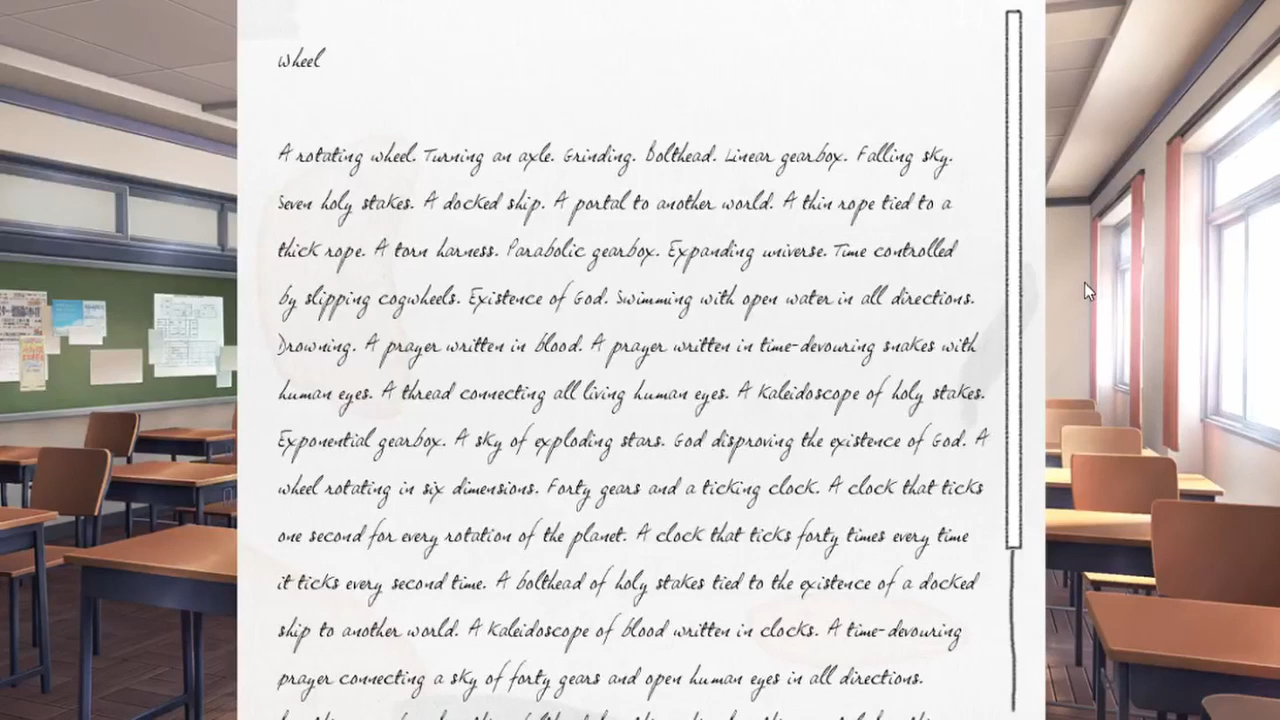 Wheel
A rotating wheel. Turning an axle. Grinding. Bolthead. Linear gearbox. Falling sky.
Seven holy stakes. A docked ship. A portal to another world. A thin rope tied to a
thick rope. A torn harness. Parabolic gearbox. Expanding universe. Time controlled
by slipping cogwheels. Existence of God. Swimming with open water in all directions.
Drowning. A prayer written in blood. A prayer written in time-devouring snakes with
human eyes. A thread connecting all living human eyes. A kaleidoscope of holy stakes.
Exponential gearbox. A sky of exploding stars. God disproving the existence of God. A
wheel rotating in six dimensions. Forty gears and a ticking clock. A clock that ticks
one second for every rotation of the planet. A clock that ticks forty times every time
it ticks every second time. A bolthead of holy stakes tied to the existence of a docked
ship to another world. A kaleidoscope of blood written in clocks. A time-devouring
prayer connecting a sky of forty gears and open human eyes in all directions.